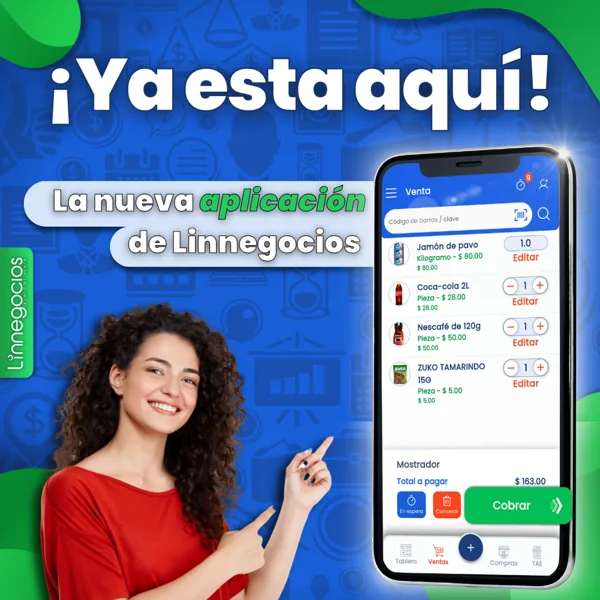 ¡Ya esta aquí!
La nueva aplicación
de Linnegocios
Linnegocios
Venta
8
Código de barras / clave
Jamón de pavo
1.0
Kilogramo - $ 80.00
Editar
$ 80.00
Coca-cola 2L
- 1 +
Pieza - $ 28.00
Editar
$ 28.00
Nescafé de 120g
- 1 +
Pieza - $ 50.00
Editar
$ 50.00
ZUKO TAMARINDO
15G
- 1 +
Pieza - $ 5.00
Editar
$ 5.00
Mostrador
Total a pagar
$ 163.00
En espera
Cancelar
Cobrar
Tablero
Ventas
+
Compras
TAE